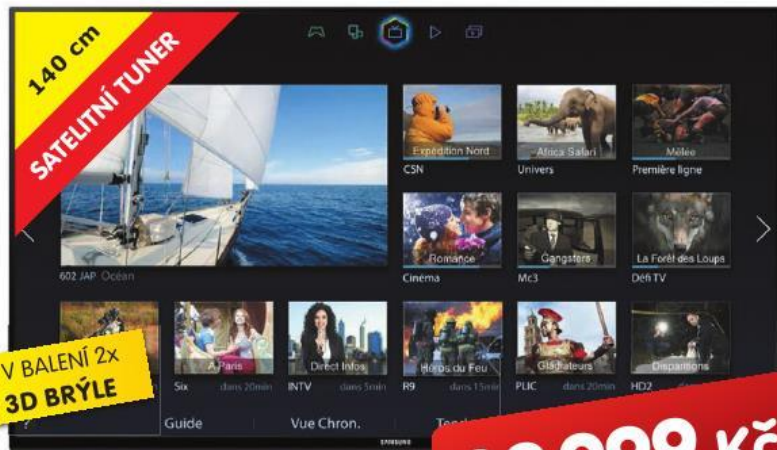 140 cm
SATELITNÍ TUNER
Expédition Nord
CSN
Africa Safari
Univers
Mêlée
Première ligne
602 JAP Océan
Romance
Cinéma
Gangsters
Mc3
La Forêt des Loups
Défi TV
V BALENÍ 2x
3D BRÝLE
A Paris
Six dans 20min
Direct Infos
INTV dans 5min
Héros du Feu
R9 dans 15min
Gladiateurs
PLIC dans 20min
Disparitions
HD2
?
Guide
Vue Chron.
SAMSUNG
999 Kč